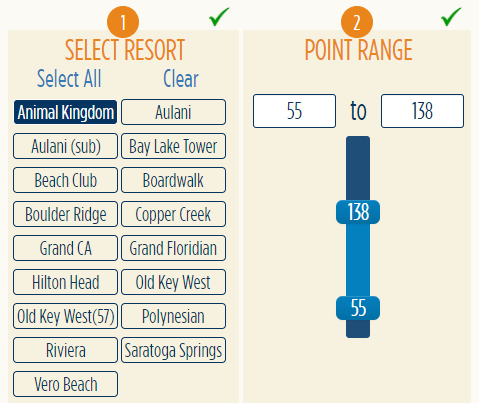 1
SELECT RESORT
Select All Clear
Animal Kingdom Aulani
Aulani (sub) Bay Lake Tower
Beach Club Boardwalk
Boulder Ridge Copper Creek
Grand CA Grand Floridian
Hilton Head Old Key West
Old Key West(57) Polynesian
Riviera Saratoga Springs
Vero Beach
2
POINT RANGE
55 to 138
138
55